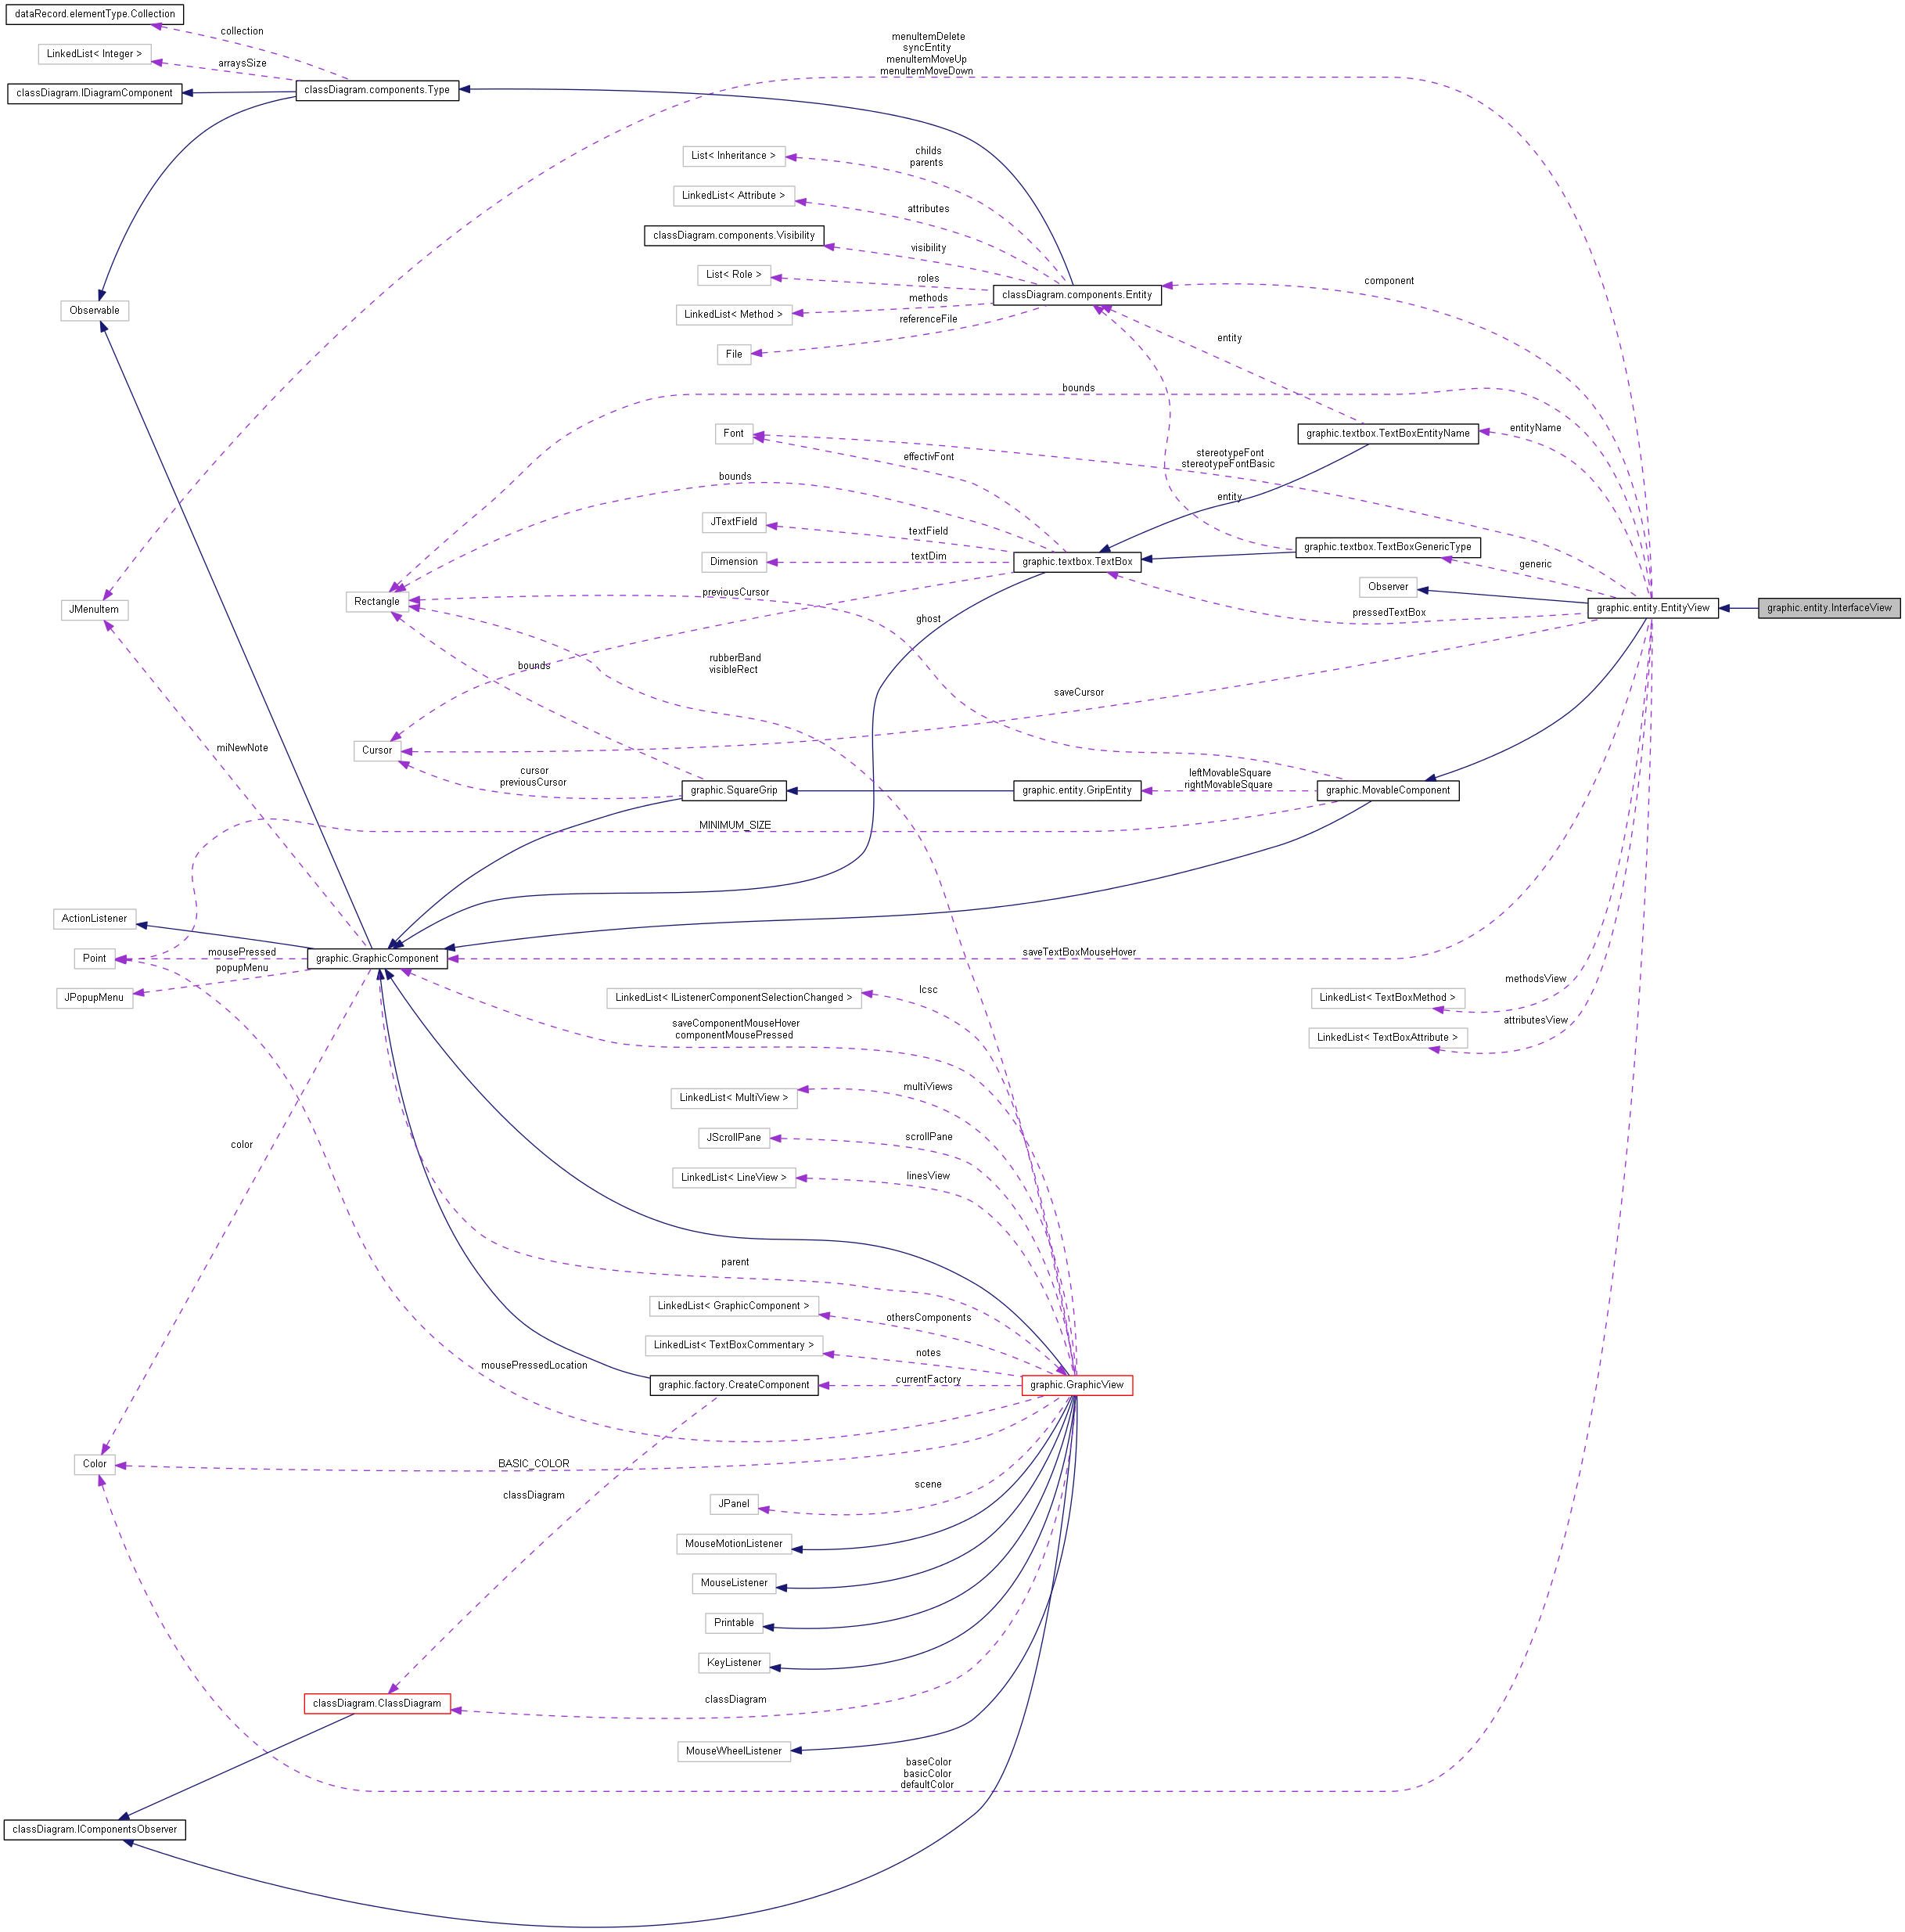 dataRecord.elementType.Collection
collection
menuItemDelete
syncEntity
menuItemMoveUp
menuItemMoveDown
LinkedList< Integer >
arraysSize
classDiagram.IDiagramComponent
classDiagram.components.Type
List< Inheritance >
childs
parents
LinkedList< Attribute >
attributes
classDiagram.components.Visibility
visibility
List< Role >
roles
component
classDiagram.components.Entity
methods
LinkedList< Method >
referenceFile
Observable
File
entity
bounds
Font
effectivFont
stereotypeFont
stereotypeFontBasic
graphic.textbox.TextBoxEntityName
entityName
bounds
entity
JTextField
textField
Dimension
textDim
graphic.textbox.TextBox
graphic.textbox.TextBoxGenericType
generic
Observer
previousCursor
ghost
pressedTextBox
JMenuItem
Rectangle
graphic.entity.EntityView
graphic.entity.InterfaceView
bounds
rubberBand
visibleRect
saveCursor
miNewNote
Cursor
cursor
previousCursor
graphic.SquareGrip
graphic.entity.GripEntity
leftMovableSquare
rightMovableSquare
graphic.MovableComponent
MINIMUM_SIZE
ActionListener
Point
mousePressed
popupMenu
graphic.GraphicComponent
saveTextBoxMouseHover
JPopupMenu
LinkedList< IListenerComponentSelectionChanged >
lcsc
methodsView
LinkedList< TextBoxMethod >
saveComponentMouseHover
componentMousePressed
attributesView
LinkedList< TextBoxAttribute >
multiViews
LinkedList< MultiView >
color
JScrollPane
scrollPane
LinkedList< LineView >
linesView
parent
LinkedList< GraphicComponent >
othersComponents
LinkedList< TextBoxCommentary >
notes
mousePressedLocation
graphic.factory.CreateComponent
currentFactory
graphic.GraphicView
Color
BASIC_COLOR
classDiagram
JPanel
scene
MouseMotionListener
MouseListener
Printable
KeyListener
classDiagram.ClassDiagram
classDiagram
MouseWheelListener
baseColor
basicColor
defaultColor
classDiagram.IComponentsObserver